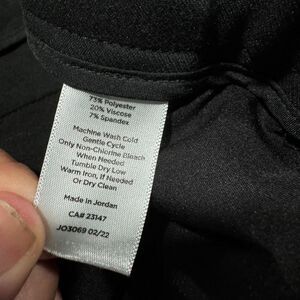 73% Polyester
20% Viscose
7% Spandex
Machine Wash Cold
Gentle Cycle
Only Non-Chlorine Bleach
When Needed
Tumble Dry Low
Warm Iron, If Needed
Or Dry Clean
Made in Jordan
CA# 23147
JO3069 02/22